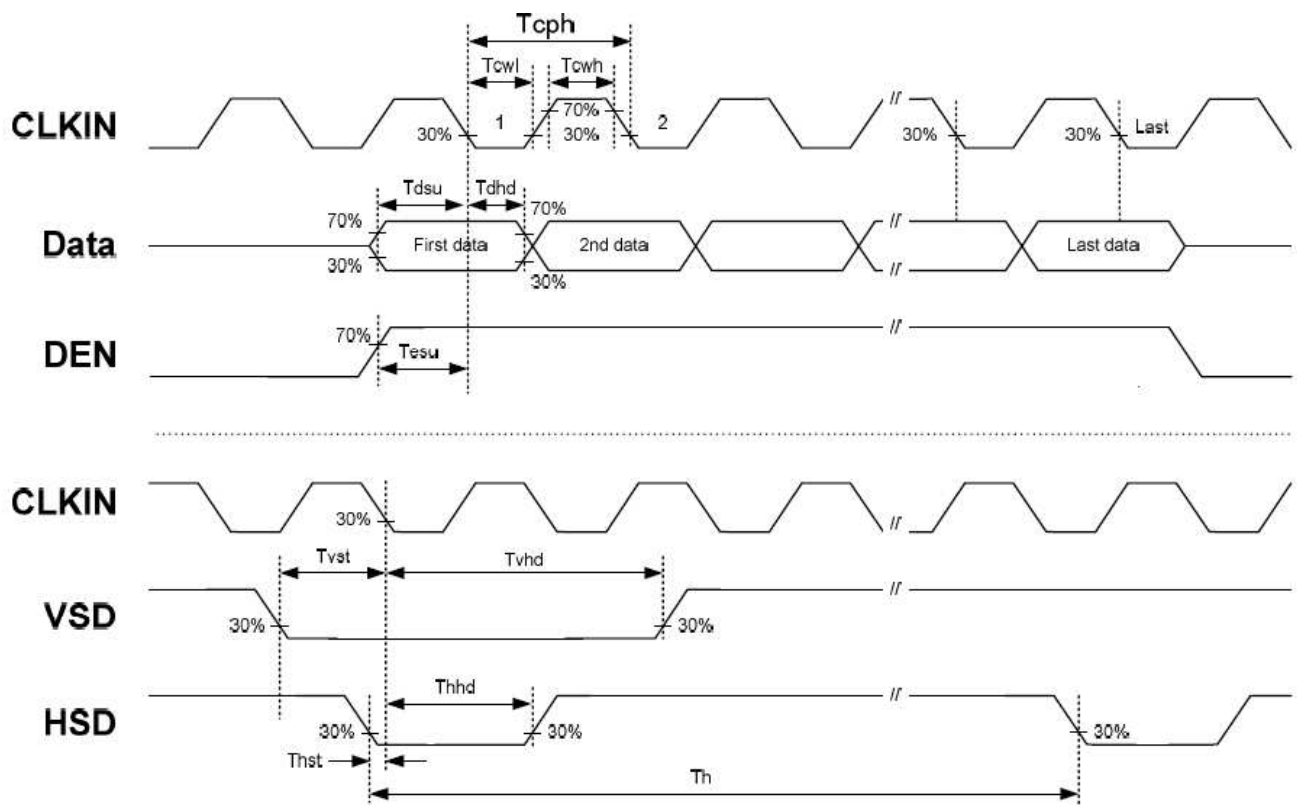 Tcph
Tcwl Tcwh
CLKIN 30% 1 70% 30% 2 // 30% 30% Last
Tdsu Tdhd
70% 70%
Data First data 2nd data // Last data
30% 30%
DEN 70% Tesu //
CLKIN 30% //
Tvst Tvhd
VSD 30% 30% //
Thhd
HSD 30% 30% // 30%
Thst
Th